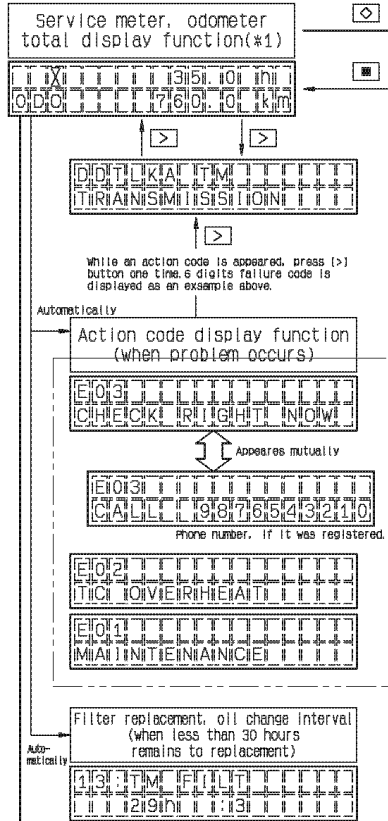 Service meter, odometer
total display function(*1)
X 35.0 h
ODO 760.0 km
>
>
DDTLKA TM
TRANSMISSION
>
While an action code is appeared, press [>]
button one time.6 digits failure code is
displayed as an exsample above.
Automatically
Action code display function
(when problem occurs)
E03
CHECK RIGHT NOW
Appeares mutually
E03
CALL 9876543210
Phone number, if it was registered.
E02
TC OVERHEAT
E01
MAINTENANCE
Filter replacement, oil change interval
(when less than 30 hours
remains to replacement)
Auto-
matically
13:TM FILT
29h :3